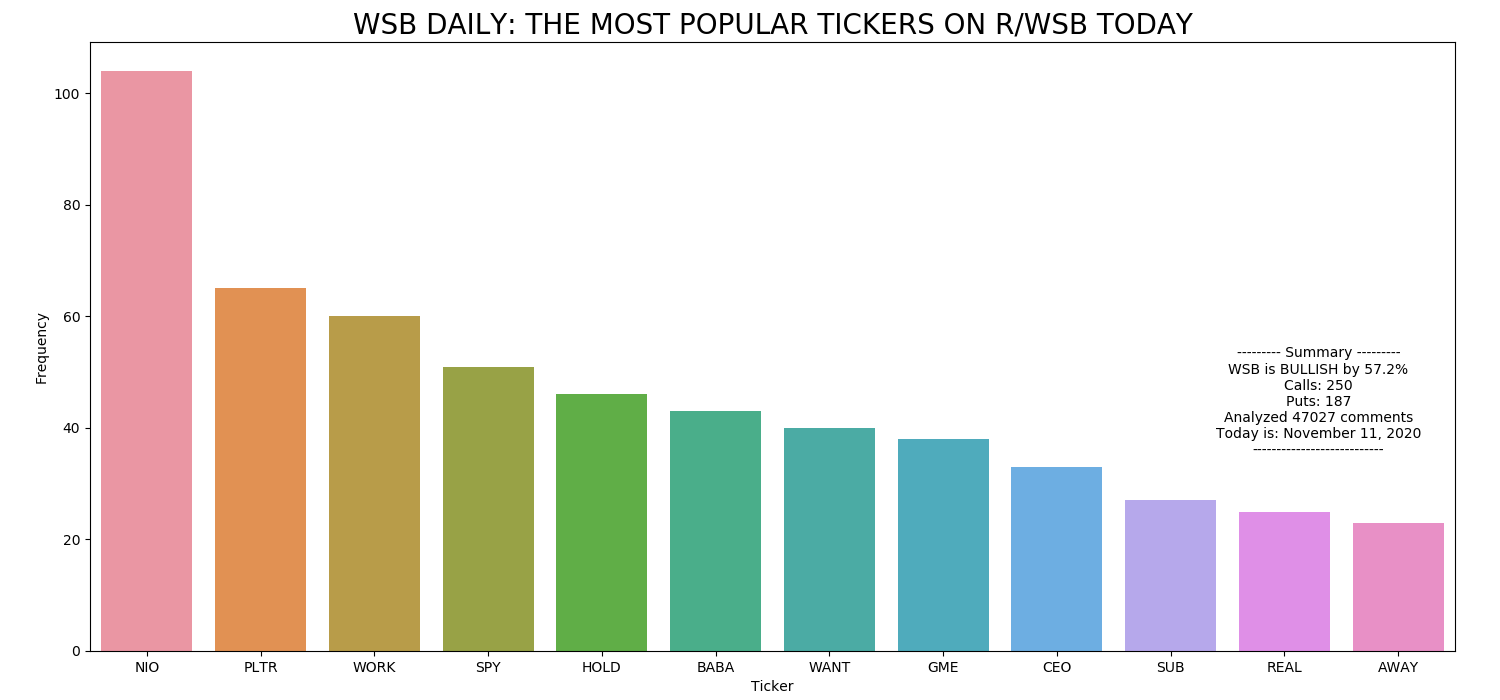 WSB DAILY: THE MOST POPULAR TICKERS ON R/WSB TODAY
100
80
60
40
20
0
Frequency
--------- Summary ---------
WSB is BULLISH by 57.2%
Calls: 250
Puts: 187
Analyzed 47027 comments
Today is: November 11, 2020
---------------------------
NIO PLTR WORK SPY HOLD BABA WANT GME CEO SUB REAL AWAY
Ticker